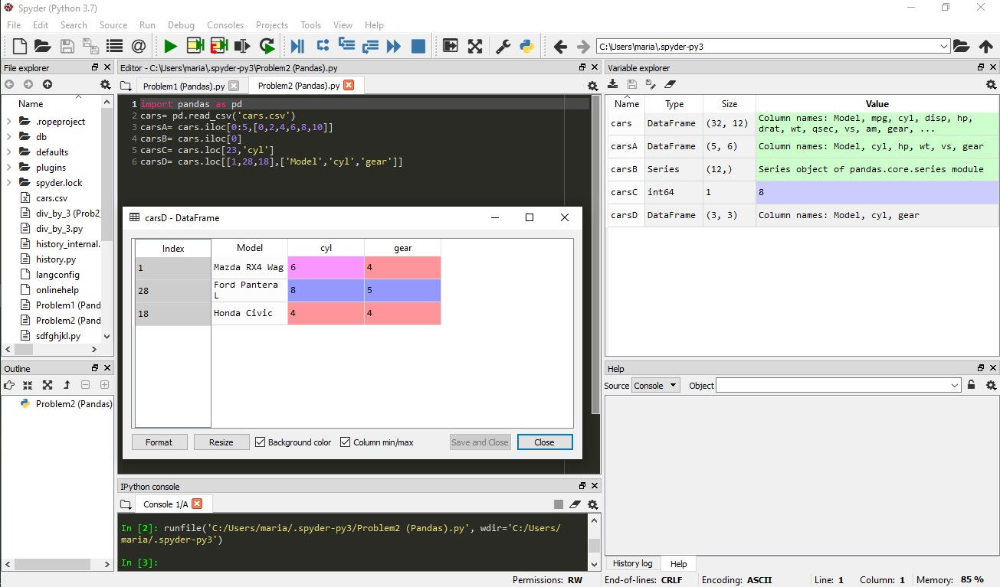 Spyder (Python 3.7)
File Edit Search Source Run Debug Consoles Projects Tools View Help
C:\Users\maria\.spyder-py3
File explorer
Name
.ropeproject
db
defaults
plugins
spyder.lock
cars.csv
div_by_3 (Prob2
div_by_3.py
history_internal.
history.py
langconfig
onlinehelp
Problem1 (Pand
Problem2 (Pand
sdfghjkl.py
Outline
Problem2 (Pandas)
Editor - C:\Users\maria\.spyder-py3\Problem2 (Pandas).py
Problem1 (Pandas).py Problem2 (Pandas).py
1 import pandas as pd
2 cars= pd.read_csv('cars.csv')
3 carsA= cars.iloc[0:5,[0,2,4,6,8,10]]
4 carsB= cars.iloc[0]
5 carsC= cars.loc[23,'cyl']
6 carsD= cars.loc[[1,28,18],['Model','cyl','gear']]
carsD - DataFrame
Index Model cyl gear
1 Mazda RX4 Wag 6 4
28 Ford Pantera L 8 5
18 Honda Civic 4 4
Format Resize Background color Column min/max Save and Close Close
IPython console
Console 1/A
In [2]: runfile('C:/Users/maria/.spyder-py3/Problem2 (Pandas).py', wdir='C:/Users/
maria/.spyder-py3')
In [3]:
Variable explorer
Name Type Size Value
cars DataFrame (32, 12) Column names: Model, mpg, cyl, disp, hp,
drat, wt, qsec, vs, am, gear, ...
carsA DataFrame (5, 6) Column names: Model, cyl, hp, wt, vs, gear
carsB Series (12,) Series object of pandas.core.series module
carsC int64 1 8
carsD DataFrame (3, 3) Column names: Model, cyl, gear
Help
Source Console Object
History log Help
Permissions: RW End-of-lines: CRLF Encoding: ASCII Line: 1 Column: 1 Memory: 85 %